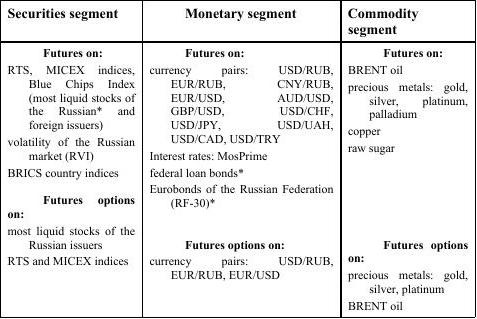 Securities segment
Monetary segment
Commodity
segment
Futures on:
RTS, MICEX indices,
Blue Chips Index
(most liquid stocks of
the Russian* and
foreign issuers)
volatility of the Russian
market (RVI)
BRICS country indices
Futures options
on:
most liquid stocks of the
Russian issuers
RTS and MICEX indices
Futures on:
currency pairs: USD/RUB,
EUR/RUB, CNY/RUB,
EUR/USD, AUD/USD,
GBP/USD, USD/CHF,
USD/JPY, USD/UAH,
USD/CAD, USD/TRY
Interest rates: MosPrime
federal loan bonds*
Eurobonds of the Russian Federation
(RF-30)*
Futures options on:
currency pairs: USD/RUB,
EUR/RUB, EUR/USD
Futures on:
BRENT oil
precious metals: gold,
silver, platinum,
palladium
copper
raw sugar
Futures options
on:
precious metals: gold,
silver, platinum
BRENT oil